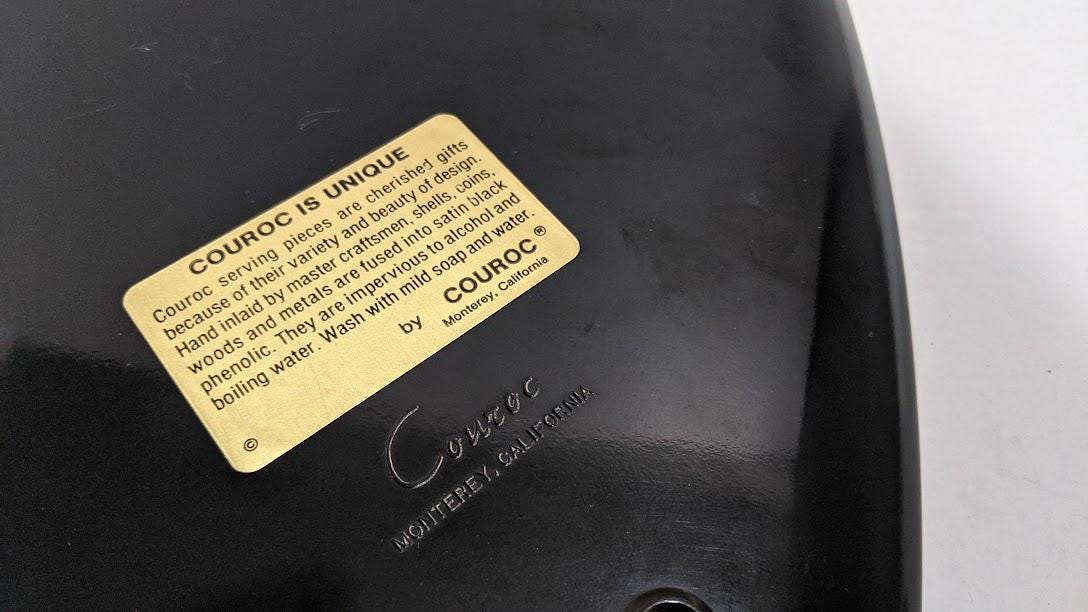 COUROC IS UNIQUE
Couroc serving pieces are cherished gifts
because of their variety and beauty of design.
Hand inlaid by master craftsmen, shells, coins,
woods and metals are fused into satin black
phenolic. They are impervious to alcohol and
boiling water. Wash with mild soap and water.
by COUROC®
Monterey, California
©
Couroc
MONTEREY, CALIFORNIA